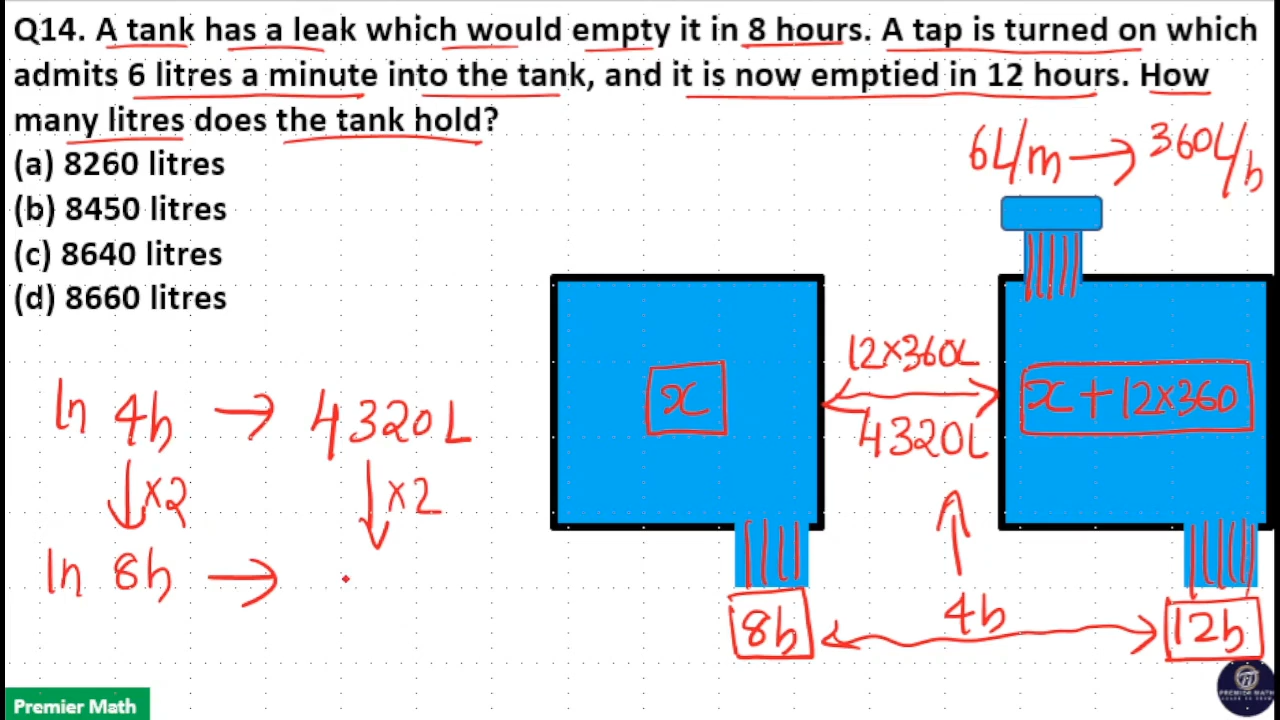 Q14. A tank has a leak which would empty it in 8 hours. A tap is turned on which
admits 6 litres a minute into the tank, and it is now emptied in 12 hours. How
many litres does the tank hold?
(a) 8260 litres
(b) 8450 litres
(c) 8640 litres
(d) 8660 litres
6L/m → 360L/h
12×360L
x
x + 12×360
4320L
In 4h → 4320L
×2 ×2
In 8h →
8h
4h
12h
Premier Math
PREMIER MATH